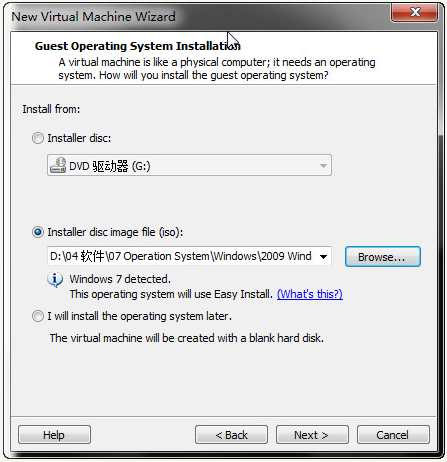 New Virtual Machine Wizard
Guest Operating System Installation
A virtual machine is like a physical computer; it needs an operating
system. How will you install the guest operating system?
Install from:
Installer disc:
DVD 驱动器 (G:)
Installer disc image file (iso):
D:\04 软件\07 Operation System\Windows\2009 Wind
Browse...
Windows 7 detected.
This operating system will use Easy Install. (What's this?)
I will install the operating system later.
The virtual machine will be created with a blank hard disk.
Help
< Back
Next >
Cancel